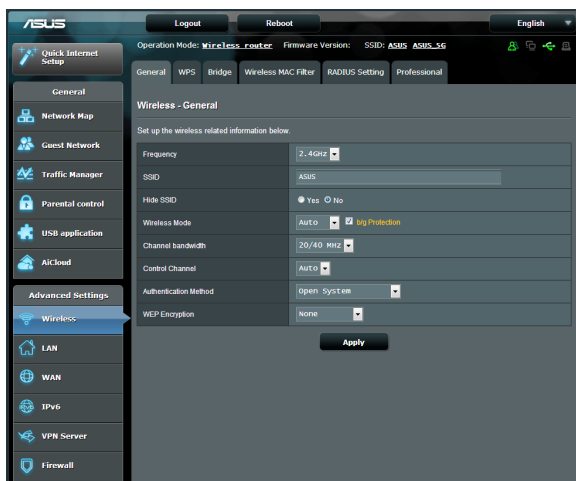 ASUS
Logout
Reboot
English
Quick Internet Setup
Operation Mode: Wireless router Firmware Version: SSID: ASUS ASUS_5G
General
WPS
Bridge
Wireless MAC Filter
RADIUS Setting
Professional
General
Network Map
Guest Network
Traffic Manager
Parental control
USB application
AiCloud
Advanced Settings
Wireless
LAN
WAN
IPv6
VPN Server
Firewall
Wireless - General
Set up the wireless related information below.
Frequency 2.4GHz
SSID ASUS
Hide SSID Yes No
Wireless Mode Auto b/g Protection
Channel bandwidth 20/40 MHz
Control Channel Auto
Authentication Method Open System
WEP Encryption None
Apply